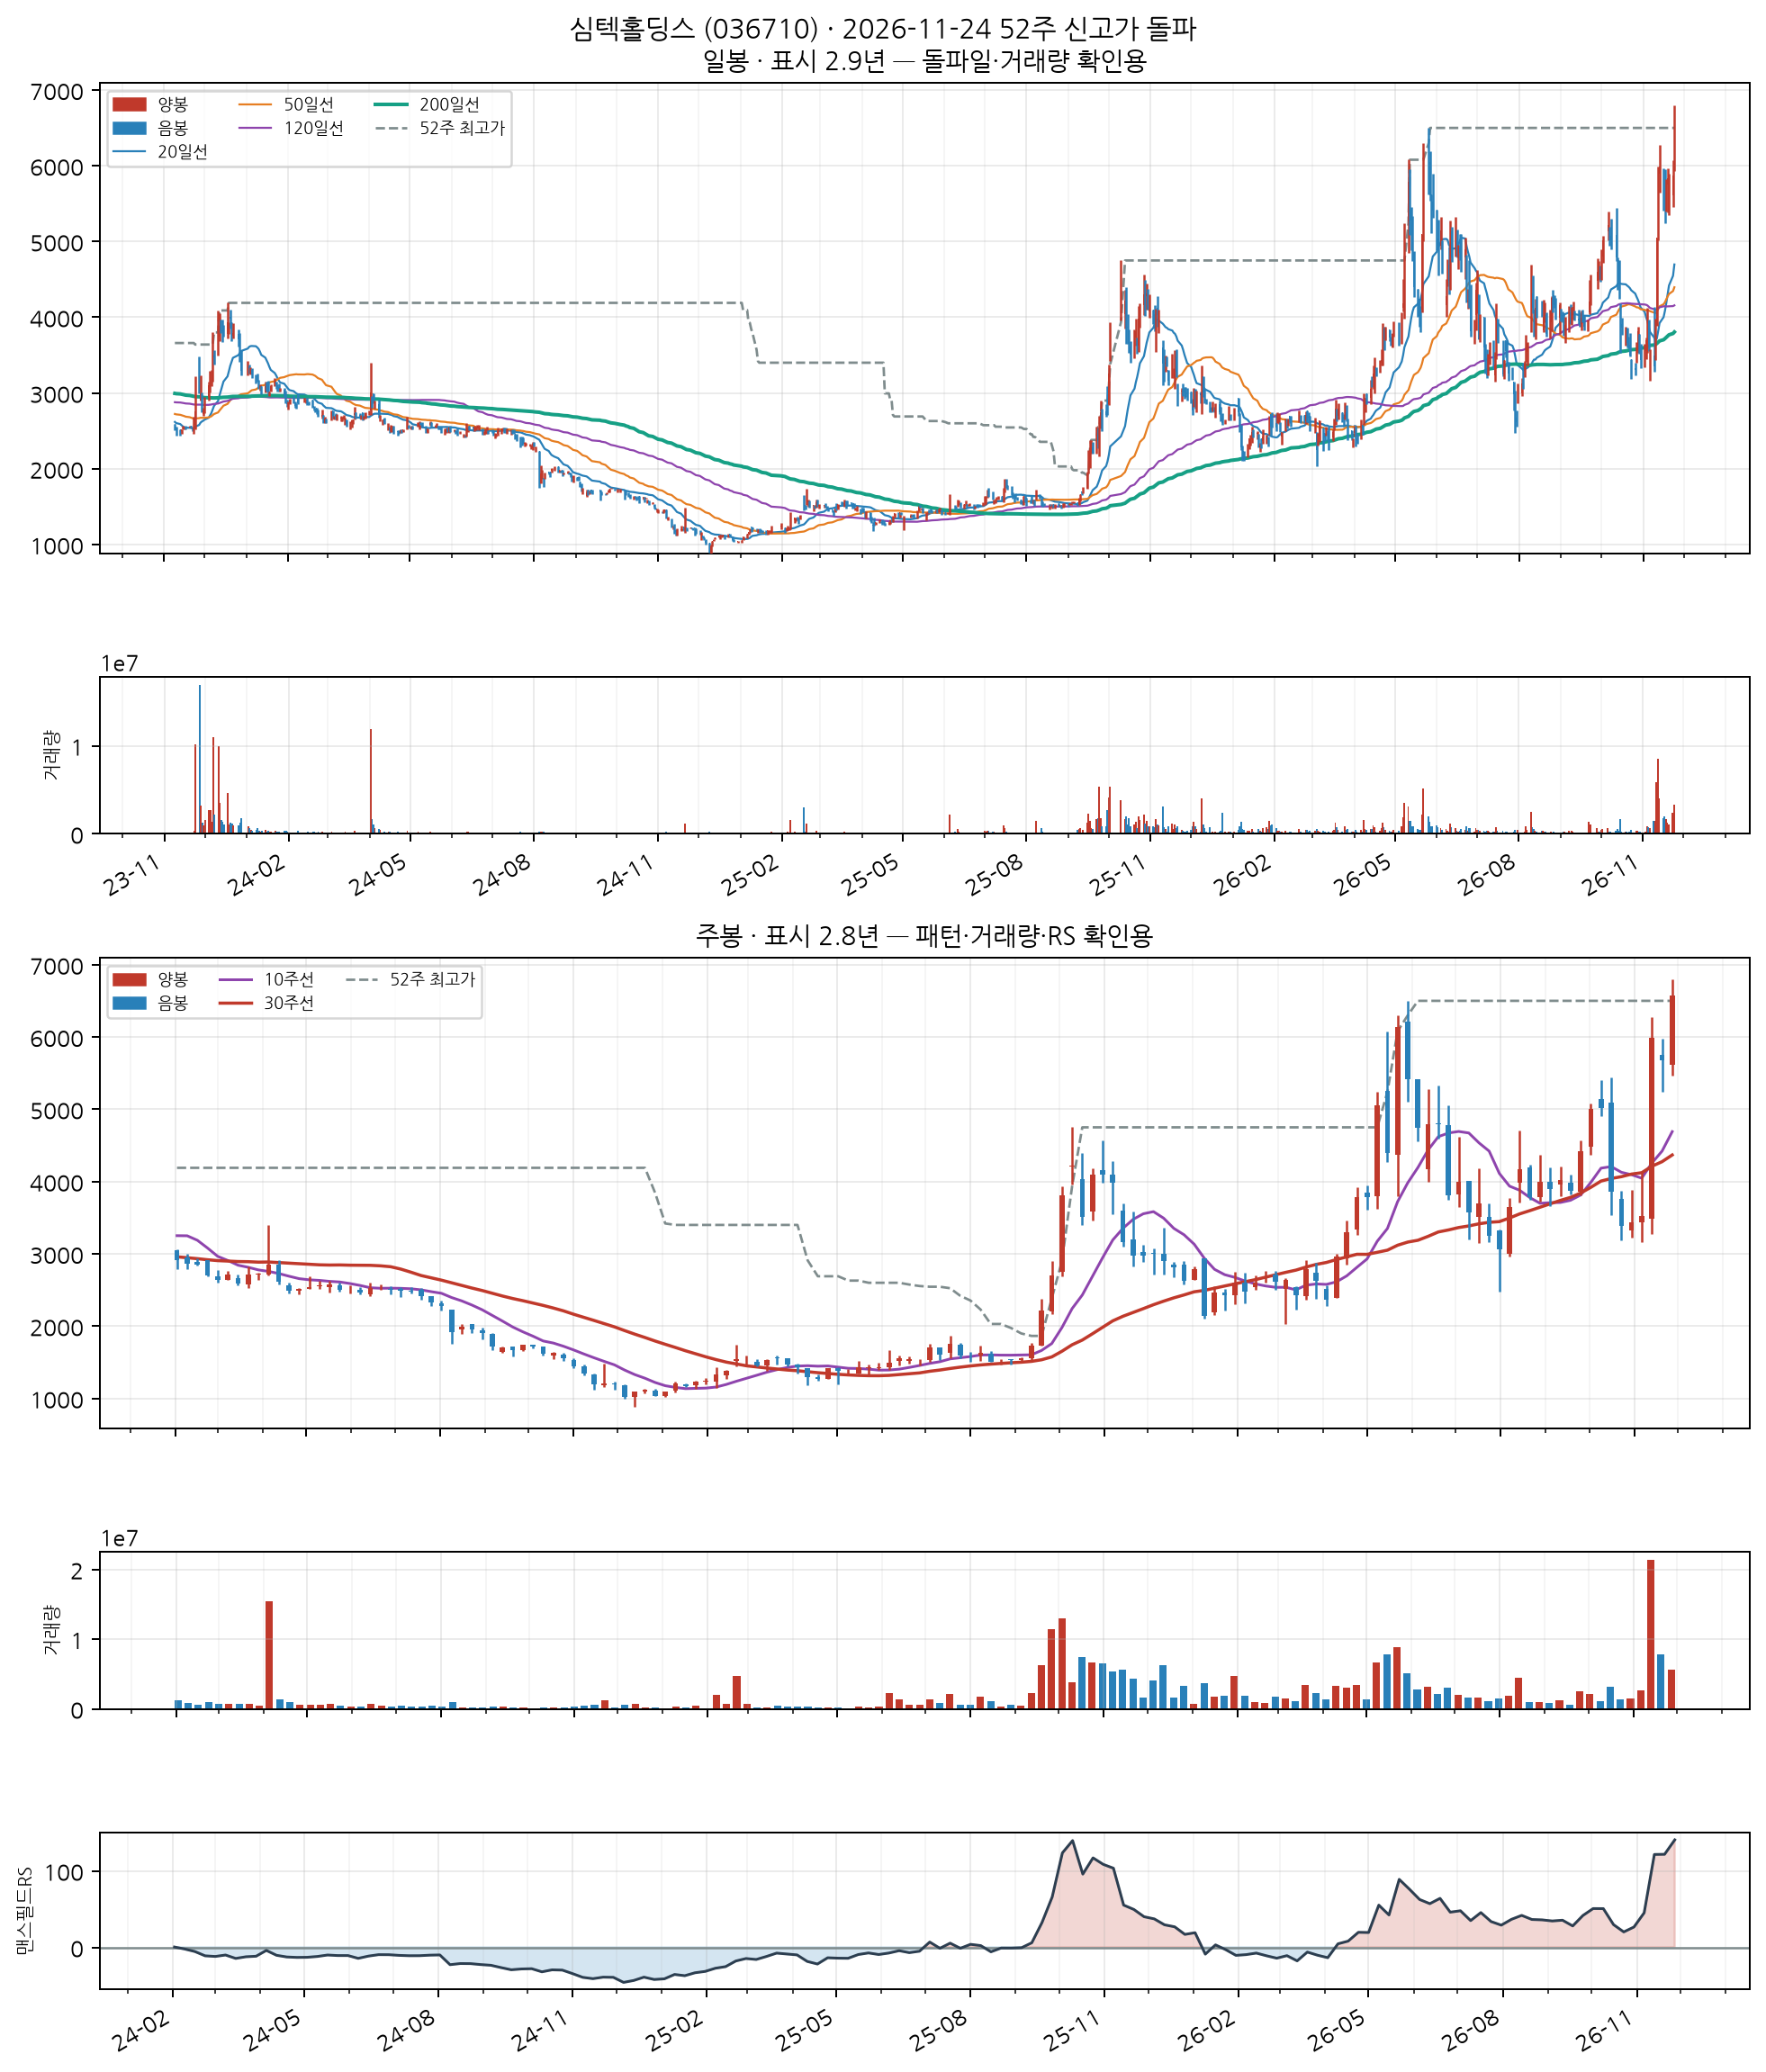 심텍홀딩스 (036710) · 2026-11-24 52주 신고가 돌파
일봉 · 표시 2.9년 — 돌파일·거래량 확인용
양봉 50일선 200일선
음봉 120일선 52주 최고가
20일선
7000
6000
5000
4000
3000
2000
1000
1e7
거래량
1
0
23-11 24-02 24-05 24-08 24-11 25-02 25-05 25-08 25-11 26-02 26-05 26-08 26-11
주봉 · 표시 2.8년 — 패턴·거래량·RS 확인용
양봉 10주선 52주 최고가
음봉 30주선
7000
6000
5000
4000
3000
2000
1000
1e7
거래량
2
1
0
맨스필드RS
100
0
24-02 24-05 24-08 24-11 25-02 25-05 25-08 25-11 26-02 26-05 26-08 26-11